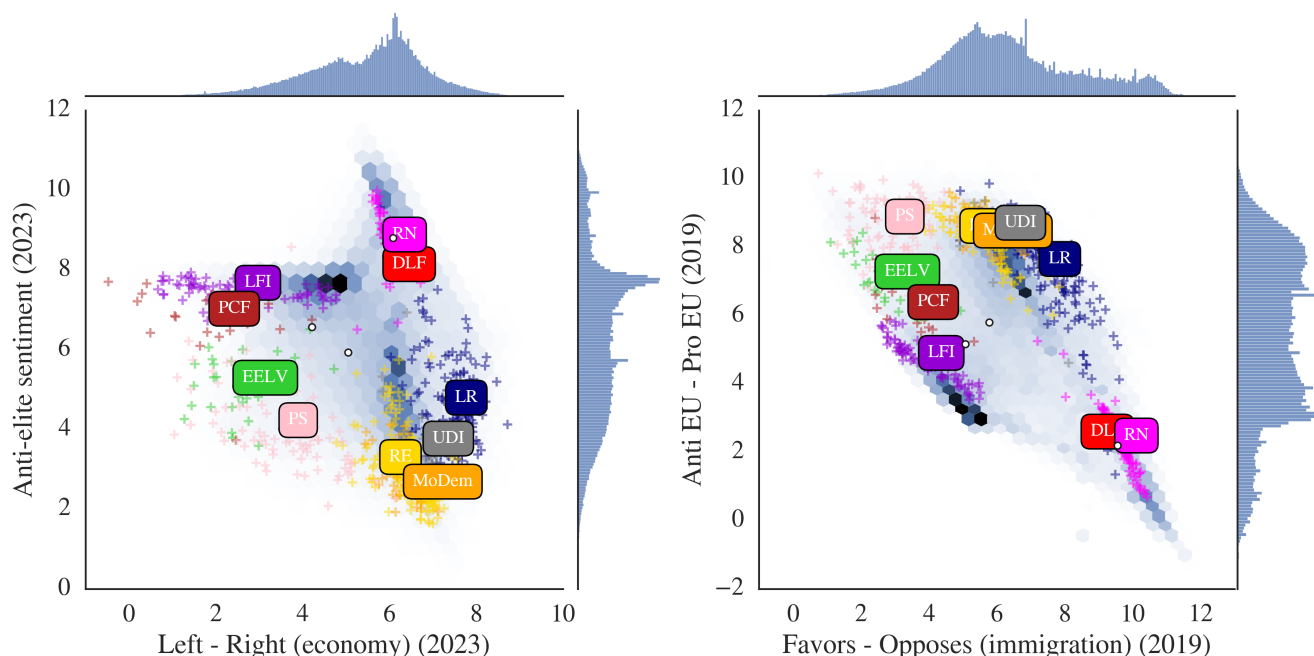 12
10
8
6
4
2
0
Anti-elite sentiment (2023)
RN
DLF
LFI
PCF
EELV
PS
LR
UDI
RE
MoDem
0 2 4 6 8 10
Left - Right (economy) (2023)
12
10
8
6
4
2
0
−2
Anti EU - Pro EU (2019)
PS
UDI
M
LR
EELV
PCF
LFI
DL
RN
0 2 4 6 8 10 12
Favors - Opposes (immigration) (2019)